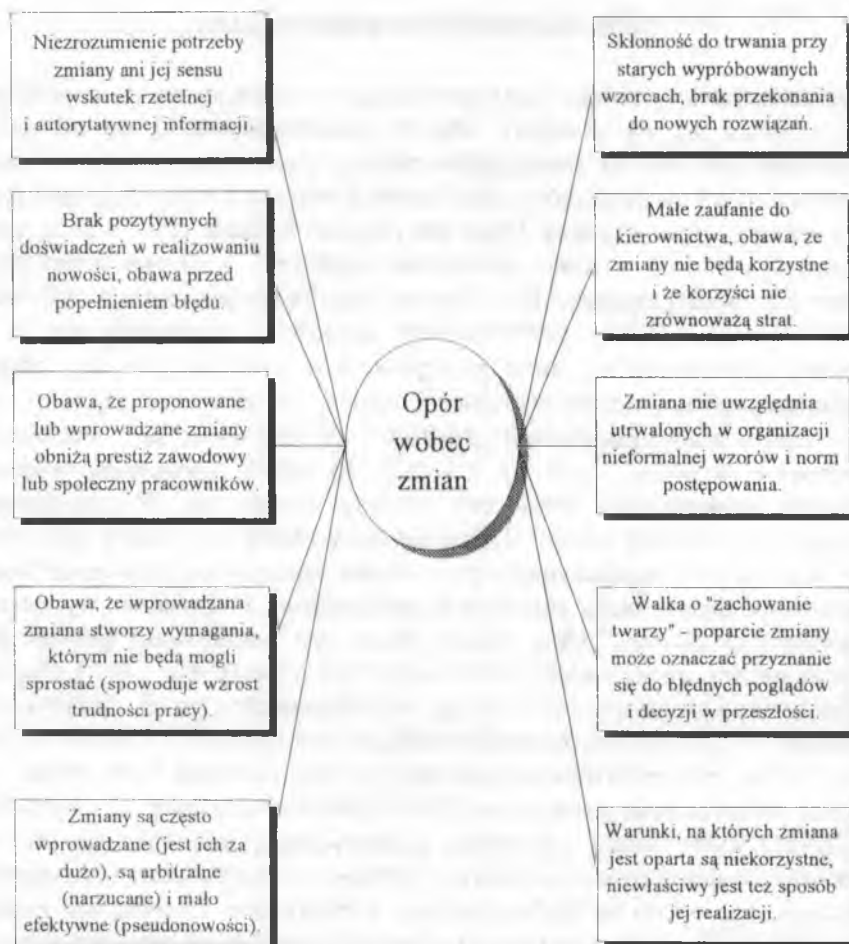 Niezrozumienie potrzeby
zmiany ani jej sensu
wskutek rzetelnej
i autorytatywnej informacji.
Brak pozytywnych
doświadczeń w realizowaniu
nowości, obawa przed
popełnieniem błędu.
Obawa, że proponowane
lub wprowadzane zmiany
obniżą prestiż zawodowy
lub społeczny pracowników.
Obawa, że wprowadzana
zmiana stworzy wymagania,
którym nie będą mogli
sprostać (spowoduje wzrost
trudności pracy).
Zmiany są często
wprowadzane (jest ich za
dużo), są arbitralne
(narzucane) i mało
efektywne (pseudonowości).
Opór
wobec
zmian
Skłonność do trwania przy
starych wypróbowanych
wzorcach, brak przekonania
do nowych rozwiązań.
Małe zaufanie do
kierownictwa, obawa, że
zmiany nie będą korzystne
i że korzyści nie
zrównoważą strat.
Zmiana nie uwzględnia
utrwalonych w organizacji
nieformalnej wzorów i norm
postępowania.
Walka o "zachowanie
twarzy" – poparcie zmiany
może oznaczać przyznanie
się do błędnych poglądów
i decyzji w przeszłości.
Warunki, na których zmiana
jest oparta są niekorzystne,
niewłaściwy jest też sposób
jej realizacji.